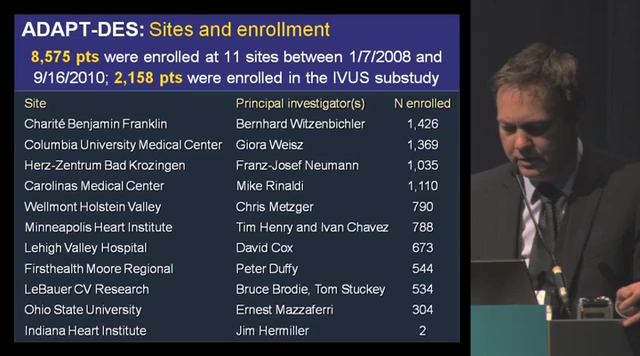 ADAPT-DES: Sites and enrollment
8,575 pts were enrolled at 11 sites between 1/7/2008 and
9/16/2010; 2,158 pts were enrolled in the IVUS substudy
Site Principal investigator(s) N enrolled
Charité Benjamin Franklin Bernhard Witzenbichler 1,426
Columbia University Medical Center Giora Weisz 1,369
Herz-Zentrum Bad Krozingen Franz-Josef Neumann 1,035
Carolinas Medical Center Mike Rinaldi 1,110
Wellmont Holstein Valley Chris Metzger 790
Minneapolis Heart Institute Tim Henry and Ivan Chavez 788
Lehigh Valley Hospital David Cox 673
Firsthealth Moore Regional Peter Duffy 544
LeBauer CV Research Bruce Brodie, Tom Stuckey 534
Ohio State University Ernest Mazzaferri 304
Indiana Heart Institute Jim Hermiller 2